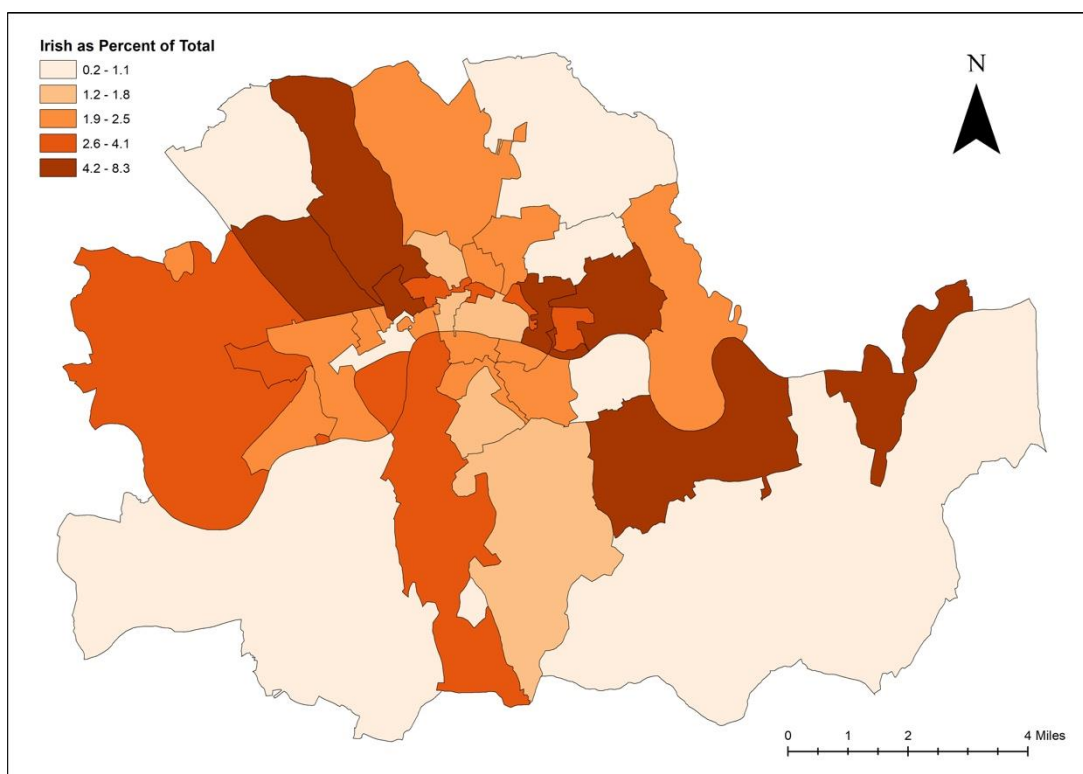 Irish as Percent of Total
0.2 - 1.1
1.2 - 1.8
1.9 - 2.5
2.6 - 4.1
4.2 - 8.3
N
0 1 2 4 Miles